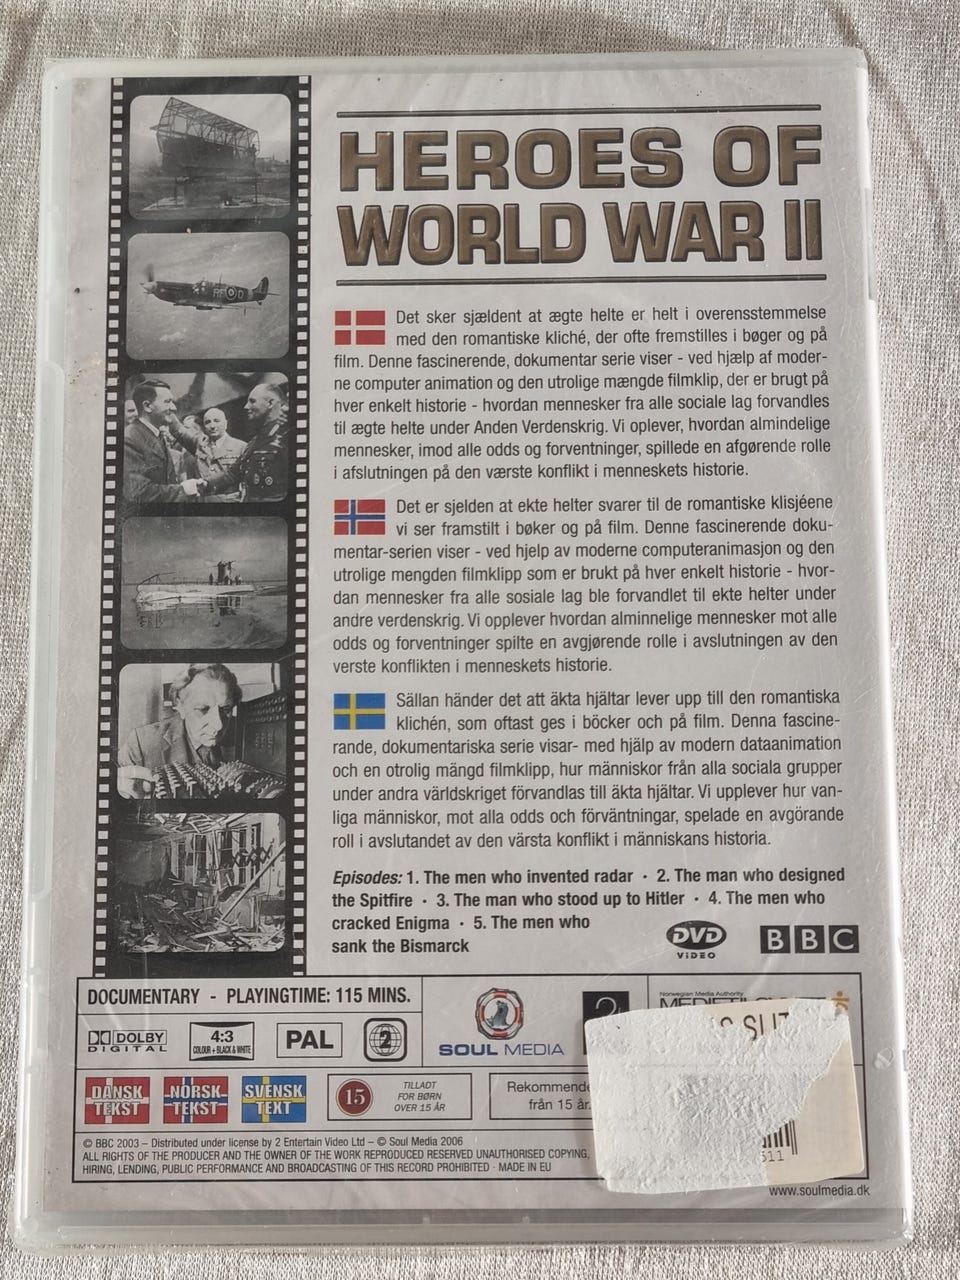 HEROES OF
WORLD WAR II
Det sker sjældent at ægte helte er helt i overensstemmelse
med den romantiske kliché, der ofte fremstilles i bøger og på
film. Denne fascinerende, dokumentar serie viser - ved hjælp af moder-
ne computer animation og den utrolige mængde filmklip, der er brugt på
hver enkelt historie - hvordan mennesker fra alle sociale lag forvandles
til ægte helte under Anden Verdenskrig. Vi oplever, hvordan almindelige
mennesker, imod alle odds og forventninger, spillede en afgørende rolle
i afslutningen på den værste konflikt i menneskets historie.
Det er sjelden at ekte helter svarer til de romantiske klisjéene
vi ser framstilt i bøker og på film. Denne fascinerende doku-
mentar-serien viser - ved hjelp av moderne computeranimasjon og den
utrolige mengden filmklipp som er brukt på hver enkelt historie - hvor-
dan mennesker fra alle sosiale lag ble forvandlet til ekte helter under
andre verdenskrig. Vi opplever hvordan alminnelige mennesker mot alle
odds og forventninger spilte en avgjørende rolle i avslutningen av den
verste konflikten i menneskets historie.
Sällan händer det att äkta hjältar lever upp till den romantiska
klichén, som oftast ges i böcker och på film. Denna fascine-
rande, dokumentariska serie visar- med hjälp av modern dataanimation
och en otrolig mängd filmklipp, hur människor från alla sociala grupper
under andra världskriget förvandlas till äkta hjältar. Vi upplever hur van-
liga människor, mot alla odds och förväntningar, spelade en avgörande
roll i avslutandet av den värsta konflikt i människans historia.
Episodes: 1. The men who invented radar · 2. The man who designed
the Spitfire · 3. The man who stood up to Hitler · 4. The men who
cracked Enigma · 5. The men who
sank the Bismarck
DVD
VIDEO
BBC
DOCUMENTARY - PLAYINGTIME: 115 MINS.
DOLBY
DIGITAL
4:3
COLOUR + BLACK & WHITE
PAL
2
SOUL MEDIA
2
Norwegian Media Authority
DANSK
TEKST
NORSK
TEKST
SVENSK
TEXT
15
TILLADT
FOR BØRN
OVER 15 ÅR
Rekommende
från 15 år.
511
© BBC 2003 – Distributed under license by 2 Entertain Video Ltd – © Soul Media 2006
ALL RIGHTS OF THE PRODUCER AND THE OWNER OF THE WORK REPRODUCED RESERVED UNAUTHORISED COPYING,
HIRING, LENDING, PUBLIC PERFORMANCE AND BROADCASTING OF THIS RECORD PROHIBITED · MADE IN EU
www.soulmedia.dk